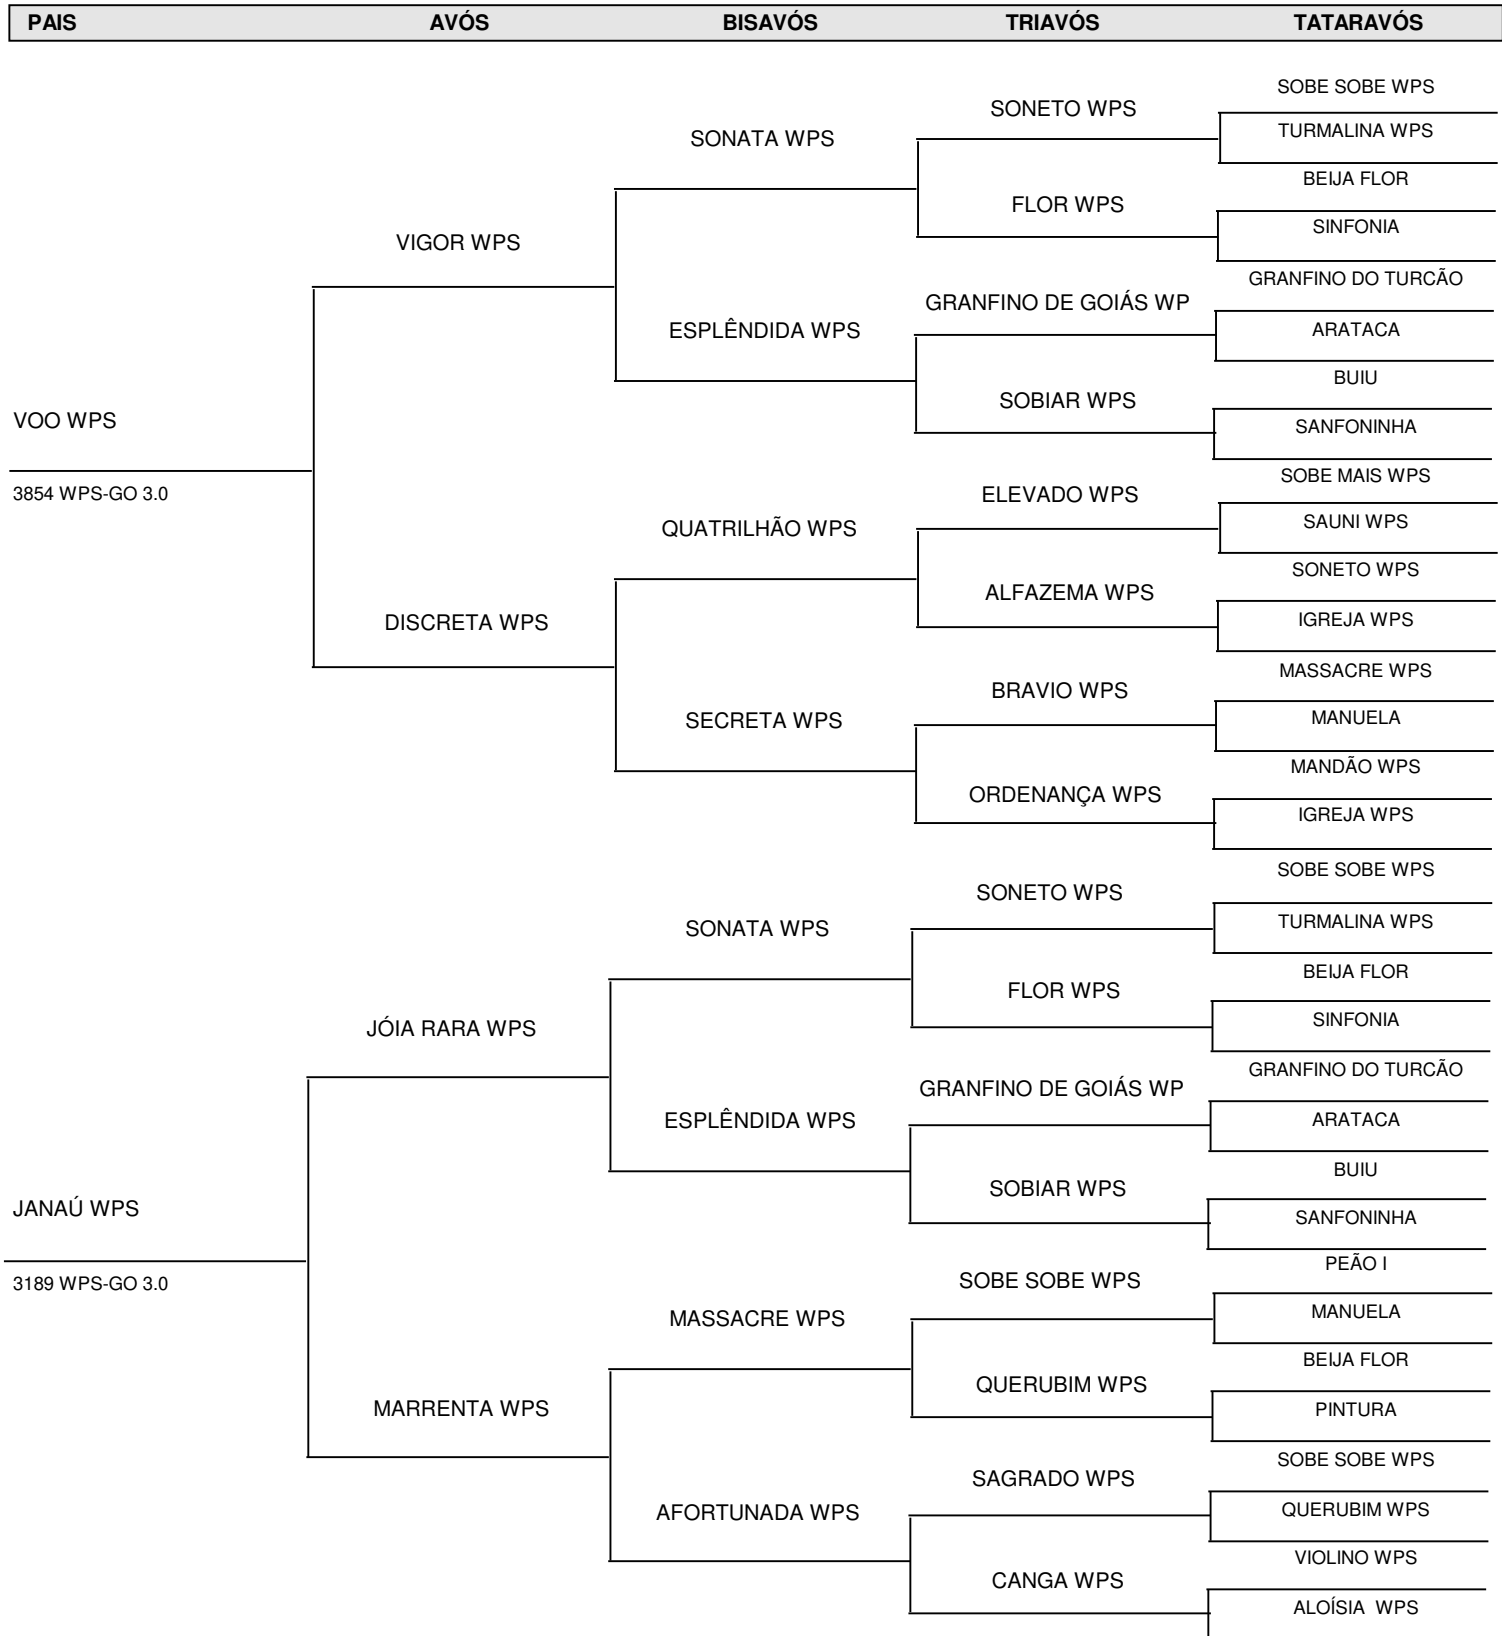 PAIS AVÓS BISAVÓS TRIAVÓS TATARAVÓS
SOBE SOBE WPS
SONETO WPS
TURMALINA WPS
SONATA WPS
BEIJA FLOR
FLOR WPS
SINFONIA
VIGOR WPS
GRANFINO DO TURCÃO
GRANFINO DE GOIÁS WP
ARATACA
ESPLÊNDIDA WPS
BUIU
SOBIAR WPS
SANFONINHA
VOO WPS
3854 WPS-GO 3.0
SOBE MAIS WPS
ELEVADO WPS
SAUNI WPS
QUATRILHÃO WPS
SONETO WPS
ALFAZEMA WPS
IGREJA WPS
DISCRETA WPS
MASSACRE WPS
BRAVIO WPS
MANUELA
SECRETA WPS
MANDÃO WPS
ORDENANÇA WPS
IGREJA WPS
SOBE SOBE WPS
SONETO WPS
TURMALINA WPS
SONATA WPS
BEIJA FLOR
FLOR WPS
SINFONIA
JÓIA RARA WPS
GRANFINO DO TURCÃO
GRANFINO DE GOIÁS WP
ARATACA
ESPLÊNDIDA WPS
BUIU
SOBIAR WPS
SANFONINHA
JANAÚ WPS
3189 WPS-GO 3.0
PEÃO I
SOBE SOBE WPS
MANUELA
MASSACRE WPS
BEIJA FLOR
QUERUBIM WPS
PINTURA
MARRENTA WPS
SOBE SOBE WPS
SAGRADO WPS
QUERUBIM WPS
AFORTUNADA WPS
VIOLINO WPS
CANGA WPS
ALOÍSIA WPS